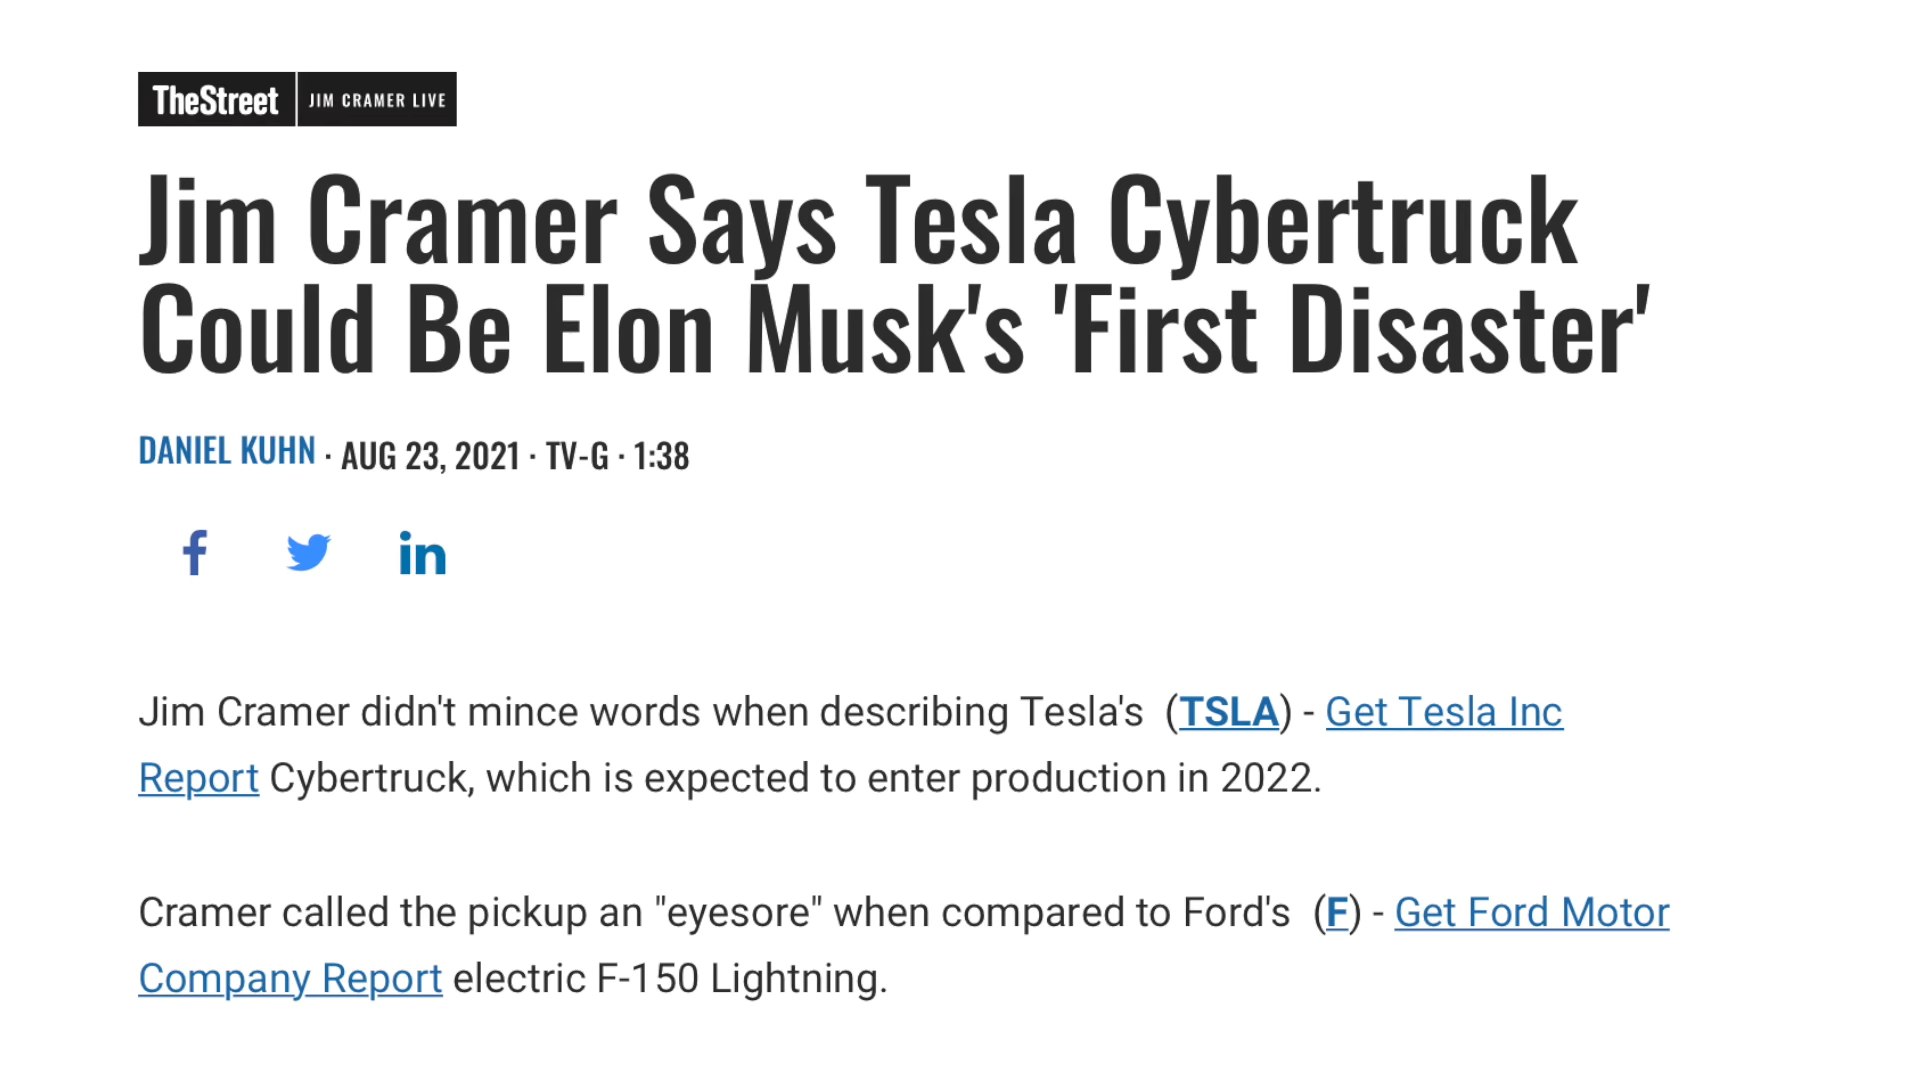 TheStreet JIM CRAMER LIVE
Jim Cramer Says Tesla Cybertruck
Could Be Elon Musk's 'First Disaster'
DANIEL KUHN · AUG 23, 2021 · TV-G · 1:38
f in
Jim Cramer didn't mince words when describing Tesla's (TSLA) - Get Tesla Inc
Report Cybertruck, which is expected to enter production in 2022.
Cramer called the pickup an "eyesore" when compared to Ford's (F) - Get Ford Motor
Company Report electric F-150 Lightning.